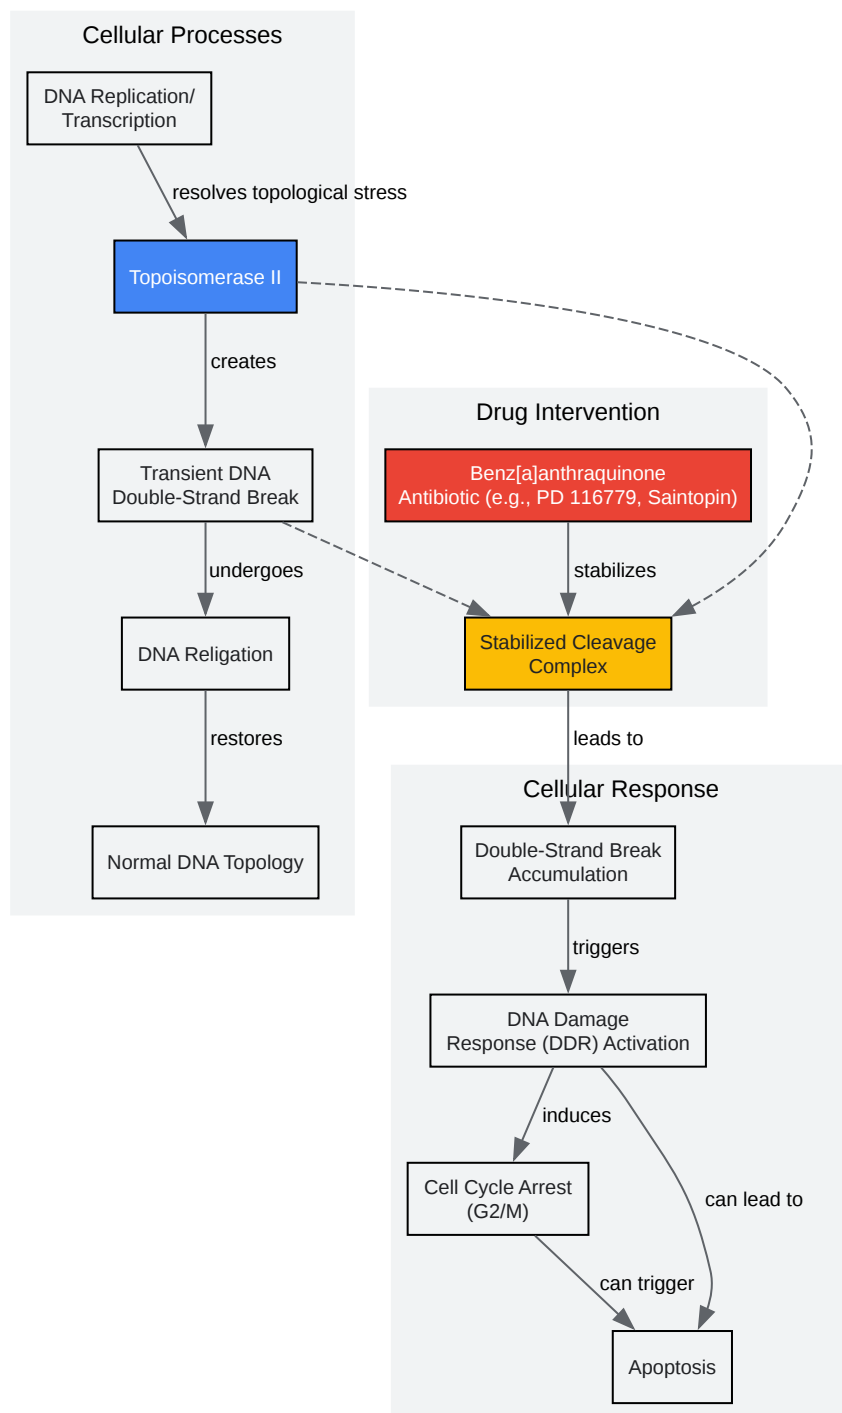 Cellular Processes
DNA Replication/
Transcription
resolves topological stress
Topoisomerase II
creates
Transient DNA
Double-Strand Break
undergoes
DNA Religation
restores
Normal DNA Topology
Drug Intervention
Benz[a]anthraquinone
Antibiotic (e.g., PD 116779, Saintopin)
stabilizes
Stabilized Cleavage
Complex
leads to
Cellular Response
Double-Strand Break
Accumulation
triggers
DNA Damage
Response (DDR) Activation
induces
Cell Cycle Arrest
(G2/M)
can lead to
can trigger
Apoptosis